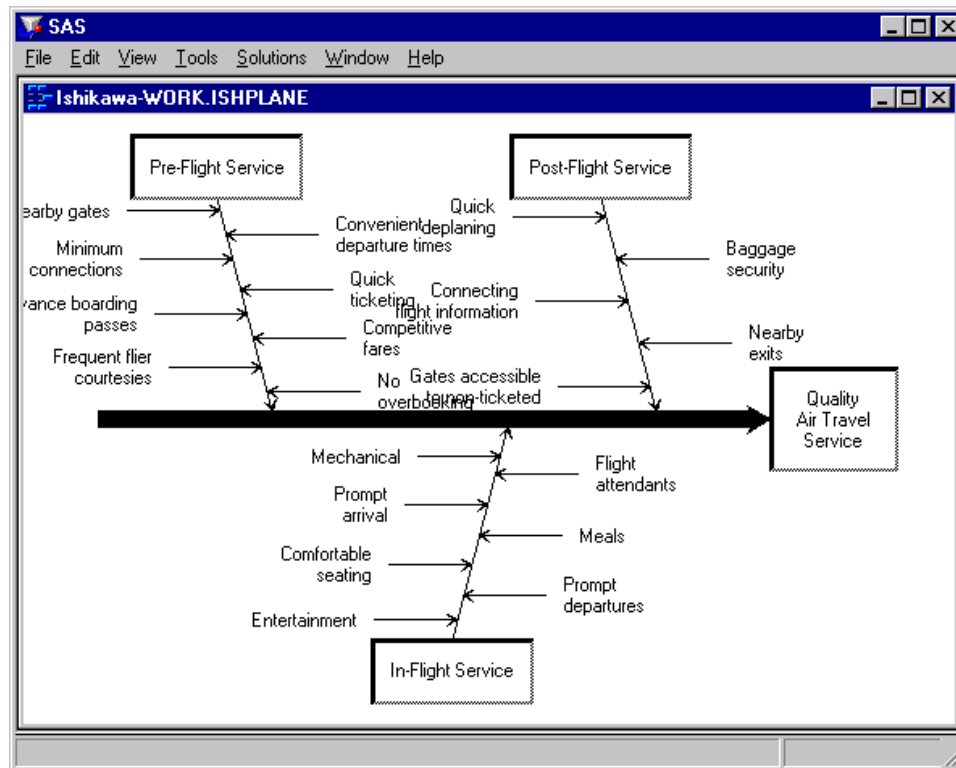 SAS
File Edit View Tools Solutions Window Help
Ishikawa-WORK.ISHPLANE
Pre-Flight Service
Post-Flight Service
earby gates
Convenient
departure times
Minimum
connections
Quick
ticketing
vance boarding
passes
Competitive
fares
Frequent flier
courtesies
No
overbooking
Quick
deplaning
Baggage
security
Connecting
flight information
Nearby
exits
Gates accessible
to non-ticketed
Quality
Air Travel
Service
Mechanical
Flight
attendants
Prompt
arrival
Meals
Comfortable
seating
Prompt
departures
Entertainment
In-Flight Service